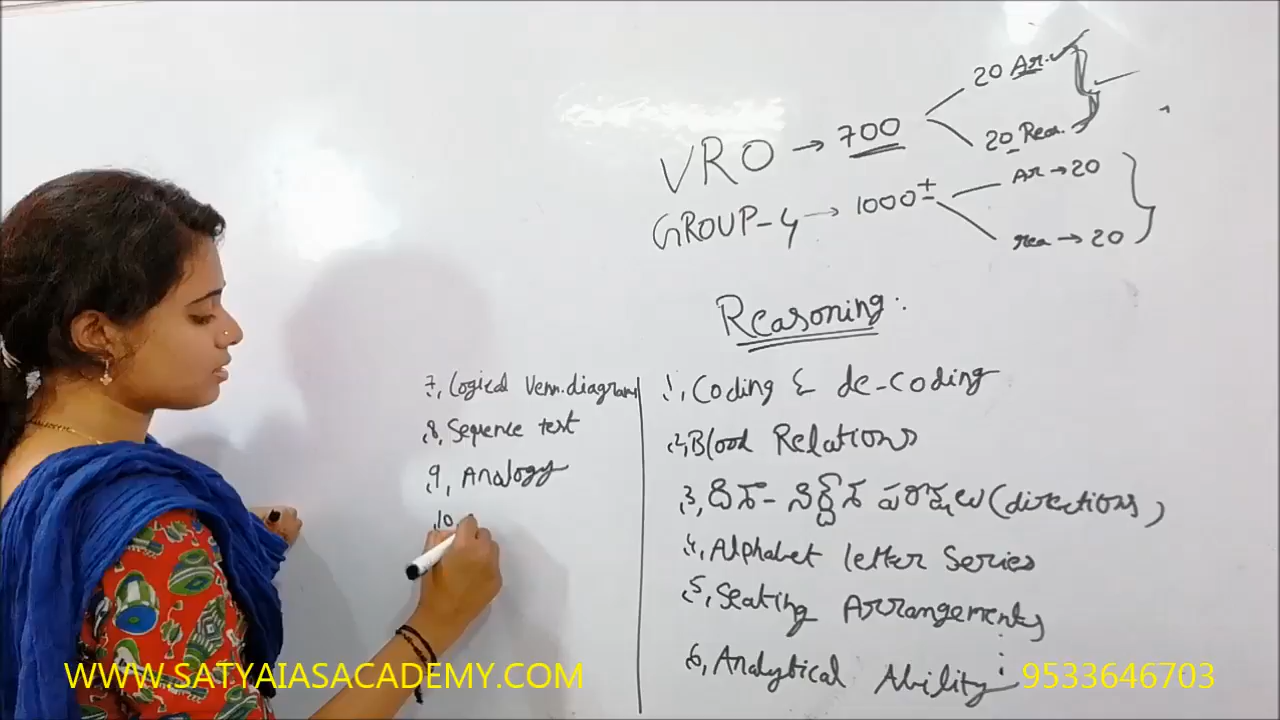 20 Ar.
VRO → 700
20 Rea.
Ar → 20
GROUP-4 → 1000±
rea → 20
Reasoning:
1, Coding & de-coding
2, Blood Relations
3, దిశా- నిర్దేశ పరీక్షలు (directions)
4, Alphabet letter Series
5, Seating Arrangements
6, Analytical Ability
7, Logical Venn.diagrams
8, Seqrence test
9, Analogy
10
WWW.SATYAIASACADEMY.COM
9533646703